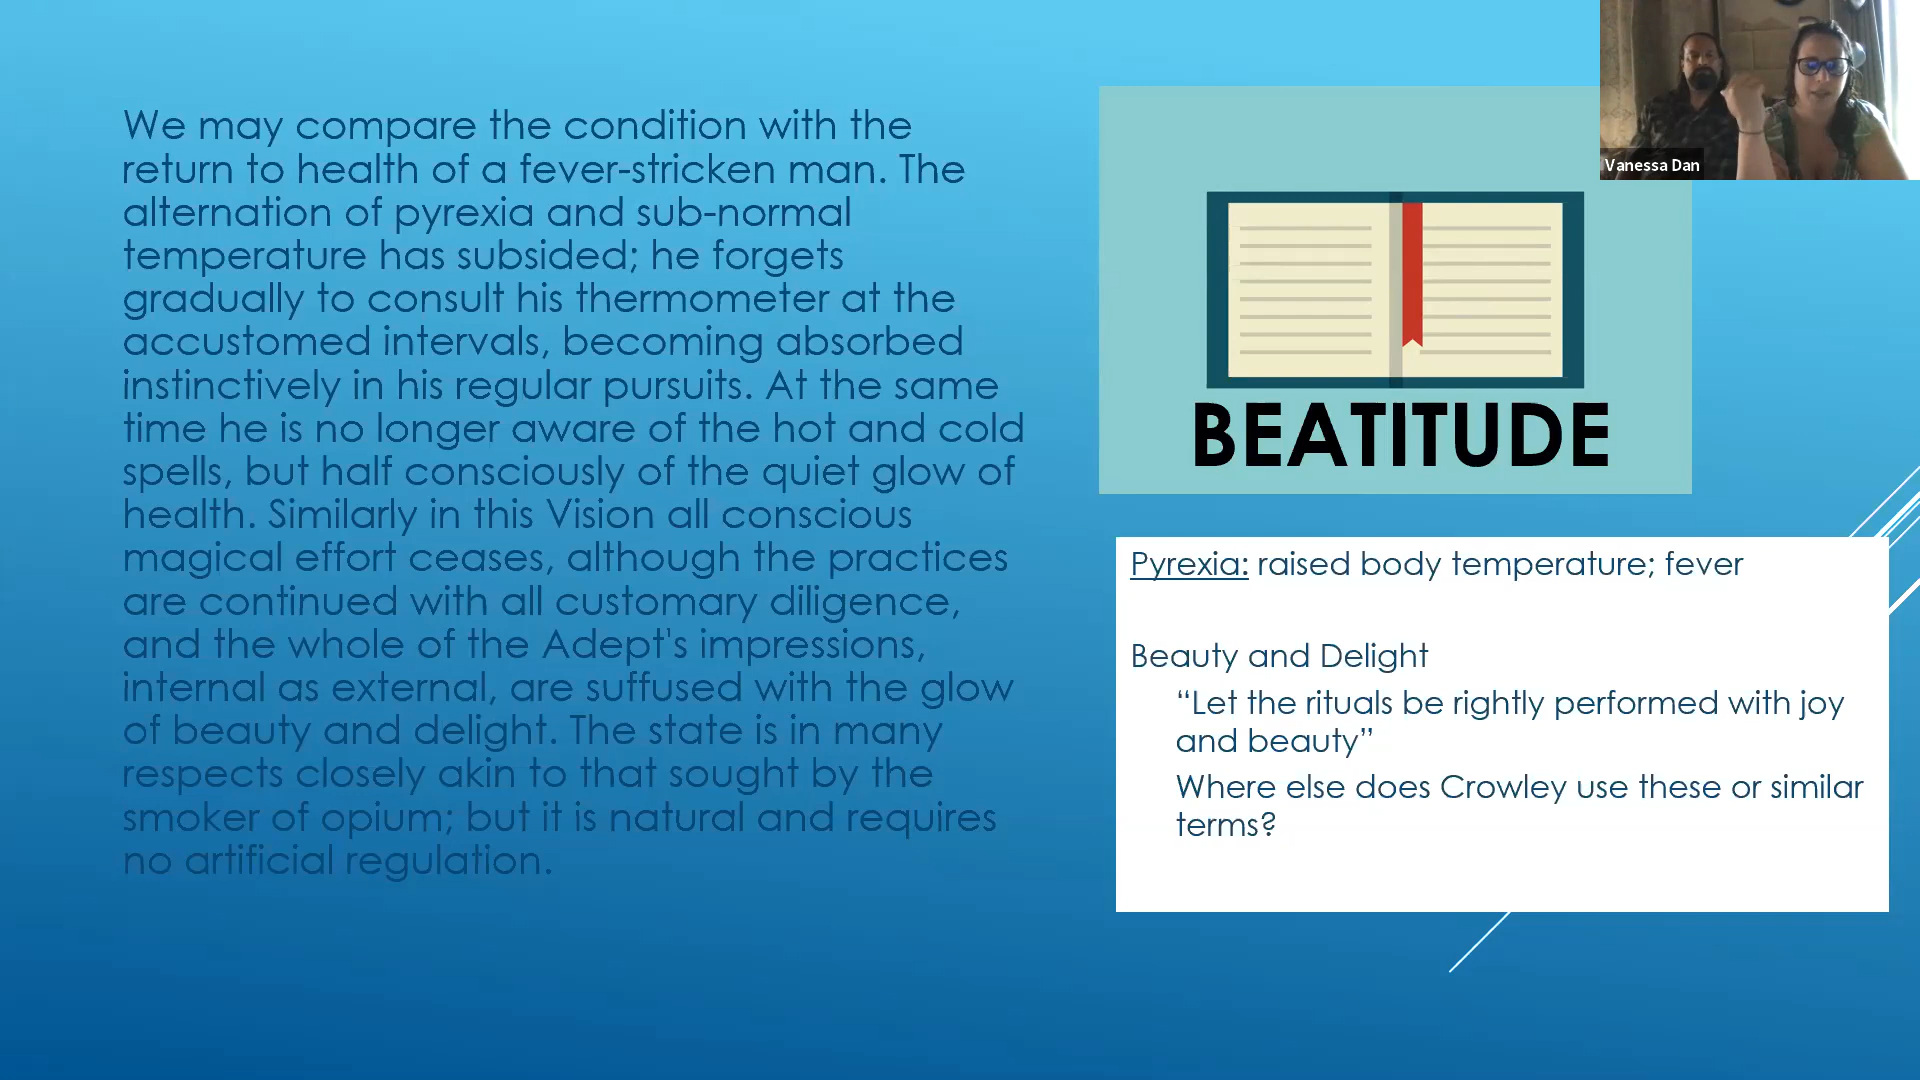 We may compare the condition with the
return to health of a fever-stricken man. The
alternation of pyrexia and sub-normal
temperature has subsided; he forgets
gradually to consult his thermometer at the
accustomed intervals, becoming absorbed
instinctively in his regular pursuits. At the same
time he is no longer aware of the hot and cold
spells, but half consciously of the quiet glow of
health. Similarly in this Vision all conscious
magical effort ceases, although the practices
are continued with all customary diligence,
and the whole of the Adept's impressions,
internal as external, are suffused with the glow
of beauty and delight. The state is in many
respects closely akin to that sought by the
smoker of opium; but it is natural and requires
no artificial regulation.
Vanessa Dan
BEATITUDE
Pyrexia: raised body temperature; fever
Beauty and Delight
“Let the rituals be rightly performed with joy
and beauty”
Where else does Crowley use these or similar
terms?